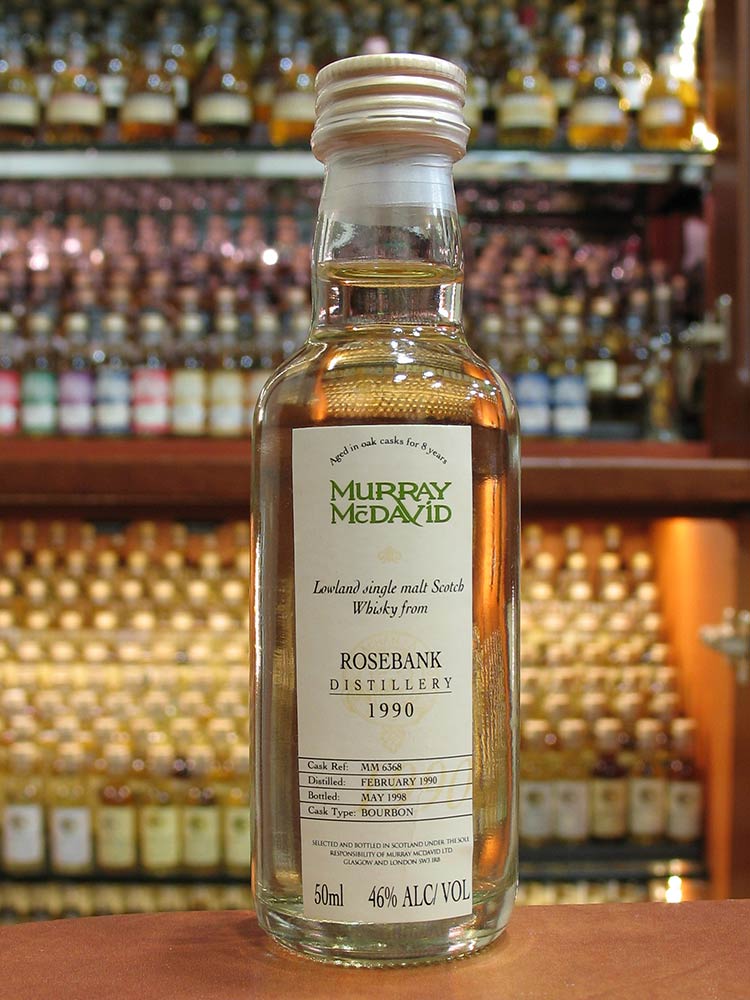 Aged in oak casks for 8 years
MURRAY
McDAVID
Lowland single malt Scotch
Whisky from
ROSEBANK
DISTILLERY
1990
Cask Ref: MM 6368
Distilled: FEBRUARY 1990
Bottled: MAY 1998
Cask Type: BOURBON
SELECTED AND BOTTLED IN SCOTLAND UNDER THE SOLE
RESPONSIBILITY OF MURRAY MCDAVID LTD.
GLASGOW AND LONDON SW3 1RB
50ml 46% ALC/VOL